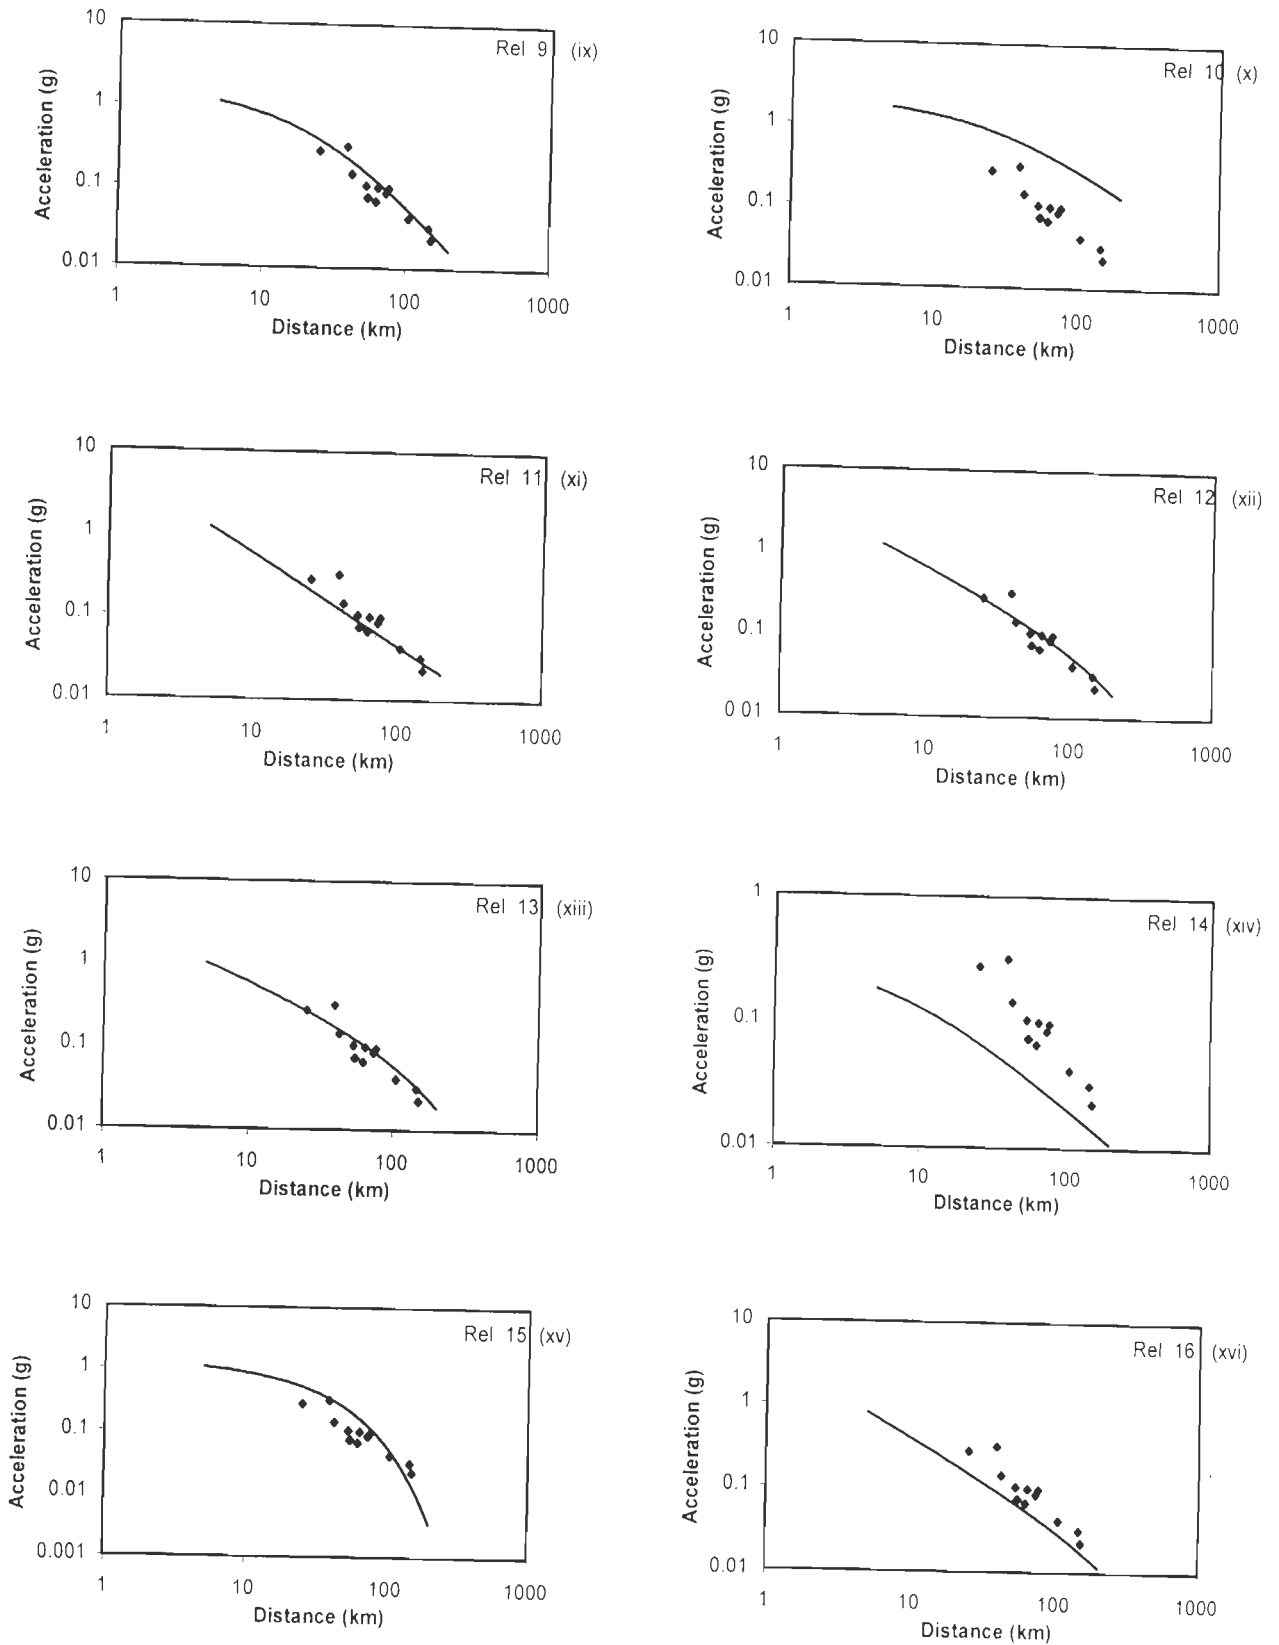 10
Rel 9 (ix)
1
Acceleration (g)
0.1
0.01
1 10 100 1000
Distance (km)
10
Rel 10 (x)
1
Acceleration (g)
0.1
0.01
1 10 100 1000
Distance (km)
10
Rel 11 (xi)
1
Acceleration (g)
0.1
0.01
1 10 100 1000
Distance (km)
10
Rel 12 (xii)
1
Acceleration (g)
0.1
0 01
1 10 100 1000
Distance (km)
10
Rel 13 (xiii)
1
Acceleration (g)
0.1
0.01
1 10 100 1000
Distance (km)
1
Rel 14 (xiv)
Acceleration (g)
0.1
0.01
1 10 100 1000
Distance (km)
10
Rel 15 (xv)
1
Acceleration (g)
0.1
0.01
0.001
1 10 100 1000
Distance (km)
10
Rel 16 (xvi)
1
Acceleration (g)
0.1
0.01
1 10 100 1000
Distance (km)